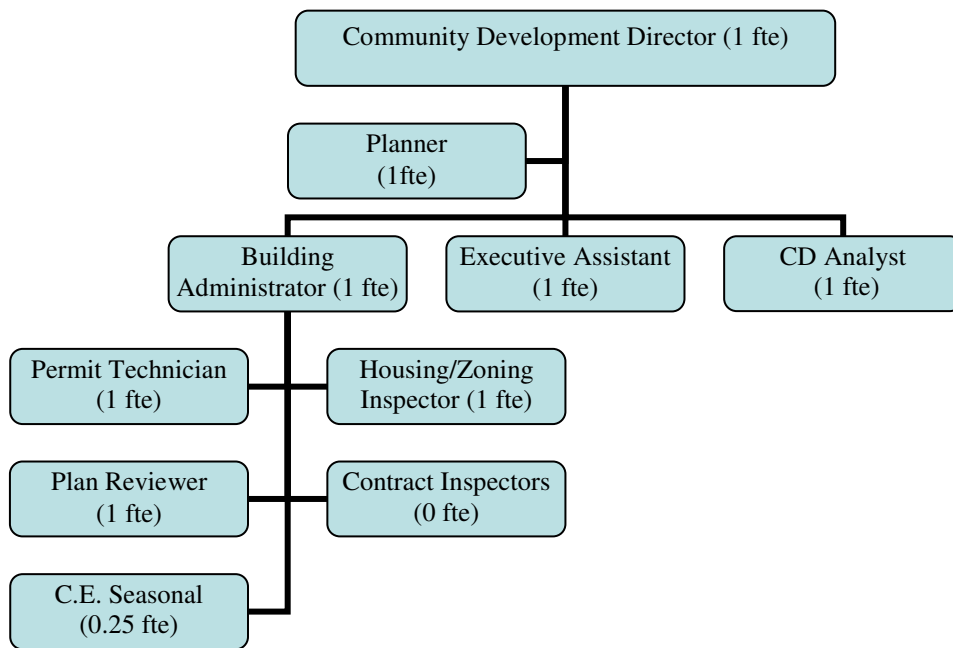 Community Development Director (1 fte)
Planner
(1fte)
Building
Administrator (1 fte)
Executive Assistant
(1 fte)
CD Analyst
(1 fte)
Permit Technician
(1 fte)
Housing/Zoning
Inspector (1 fte)
Plan Reviewer
(1 fte)
Contract Inspectors
(0 fte)
C.E. Seasonal
(0.25 fte)